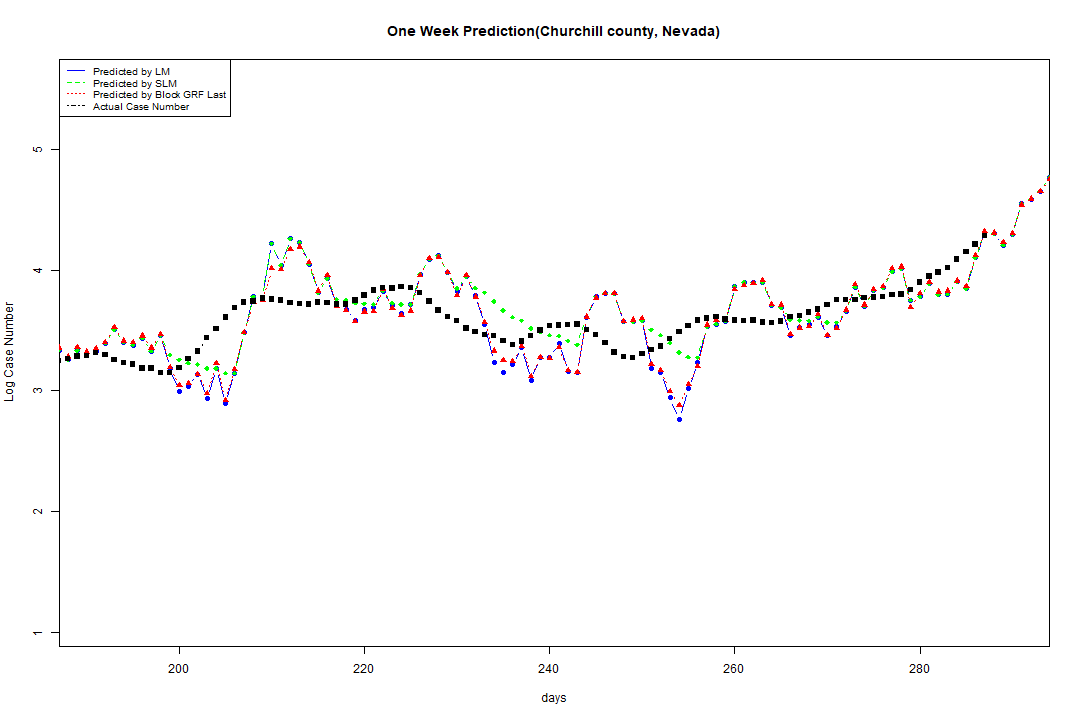 One Week Prediction(Churchill county, Nevada)
Predicted by LM
Predicted by SLM
Predicted by Block GRF Last
Actual Case Number
5
4
3
2
1
Log Case Number
200 220 240 260 280
days